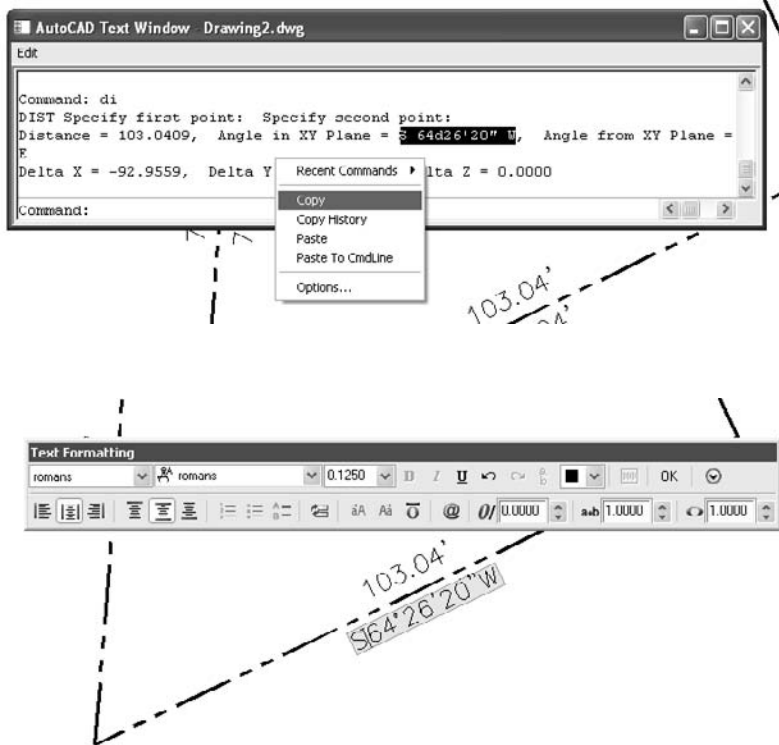 AutoCAD Text Window - Drawing2.dwg
Edit
Command: di
DIST Specify first point: Specify second point:
Distance = 103.0409, Angle in XY Plane = S 64d26'20" W, Angle from XY Plane =
E
Delta X = -92.9559, Delta Y lta Z = 0.0000
Command:
Recent Commands
Copy
Copy History
Paste
Paste To CmdLine
Options...
103.04'
04'
Text Formatting
romans romans 0.1250 B I U OK
@ 0/ 0.0000 a•b 1.0000 1.0000
103.04'
S64°26'20"W